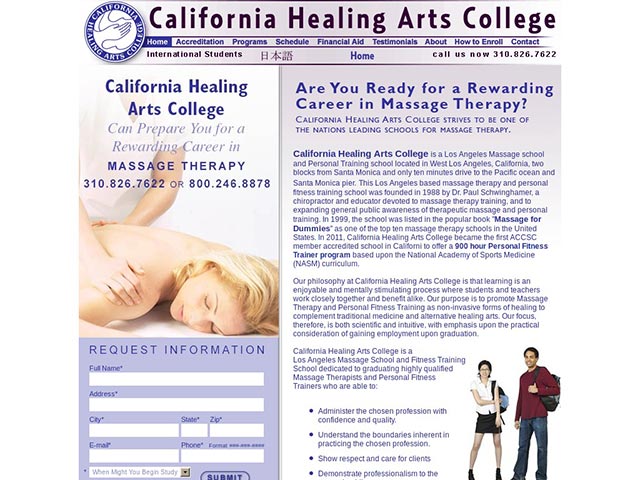 California Healing Arts College
Home Accreditation Programs Schedule Financial Aid Testimonials About How to Enroll Contact
International Students 日本語 Home call us now 310.826.7622
California Healing
Arts College
Can Prepare You for a
Rewarding Career in
MASSAGE THERAPY
310.826.7622 OR 800.246.8878
REQUEST INFORMATION
Full Name*
Address*
City* State* Zip*
E-mail* Phone* Format ###-###-####
* When Might You Begin Study
SUBMIT
Are You Ready for a Rewarding
Career in Massage Therapy?
California Healing Arts College strives to be one of
the nations leading schools for massage therapy.
California Healing Arts College is a Los Angeles Massage school
and Personal Training school located in West Los Angeles, California, two
blocks from Santa Monica and only ten minutes drive to the Pacific ocean and
Santa Monica pier. This Los Angeles based massage therapy and personal
fitness training school was founded in 1988 by Dr. Paul Schwinghamer, a
chiropractor and educator devoted to massage therapy training, and to
expanding general public awareness of therapeutic massage and personal
training. In 1999, the school was listed in the popular book "Massage for
Dummies" as one of the top ten massage therapy schools in the United
States. In 2011, California Healing Arts College became the first ACCSC
member accredited school in Californi to offer a 900 hour Personal Fitness
Trainer program based upon the National Academy of Sports Medicine
(NASM) curriculum.
Our philosophy at California Healing Arts College is that learning is an
enjoyable and mentally stimulating process where students and teachers
work closely together and benefit alike. Our purpose is to promote Massage
Therapy and Personal Fitness Training as non-invasive forms of healing to
complement traditional medicine and alternative healing arts. Our focus,
therefore, is both scientific and intuitive, with emphasis upon the practical
consideration of gaining employment upon graduation.
California Healing Arts College is a
Los Angeles Massage School and Fitness Training
School dedicated to graduating highly qualified
Massage Therapists and Personal Fitness
Trainers who are able to:
Administer the chosen profession with
confidence and quality.
Understand the boundaries inherent in
practicing the chosen profession.
Show respect and care for clients
Demonstrate professionalism to the